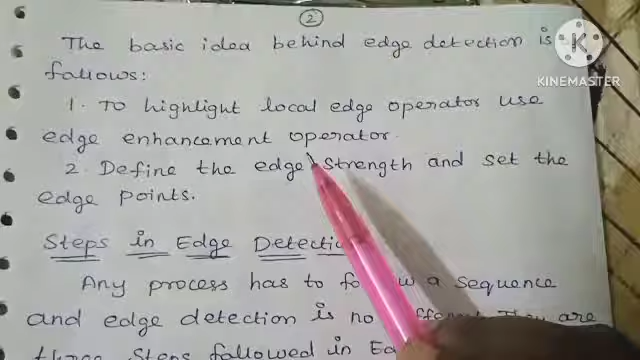 2
The basic idea behind edge detection is
follows:
1. To highlight local edge operator use
edge enhancement operator.
2. Define the edge strength and set the
edge points.
Steps in Edge
Any process has to a sequence
and edge detection is no They are
Steps followed in
K
KINEMASTER